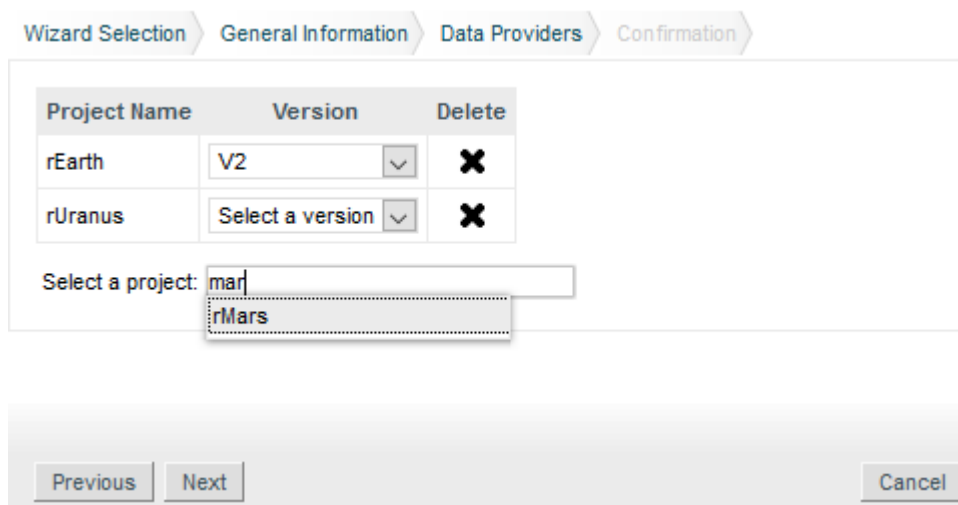 Wizard Selection General Information Data Providers Confirmation
Project Name Version Delete
rEarth V2
rUranus Select a version
Select a project: mar
rMars
Previous Next Cancel